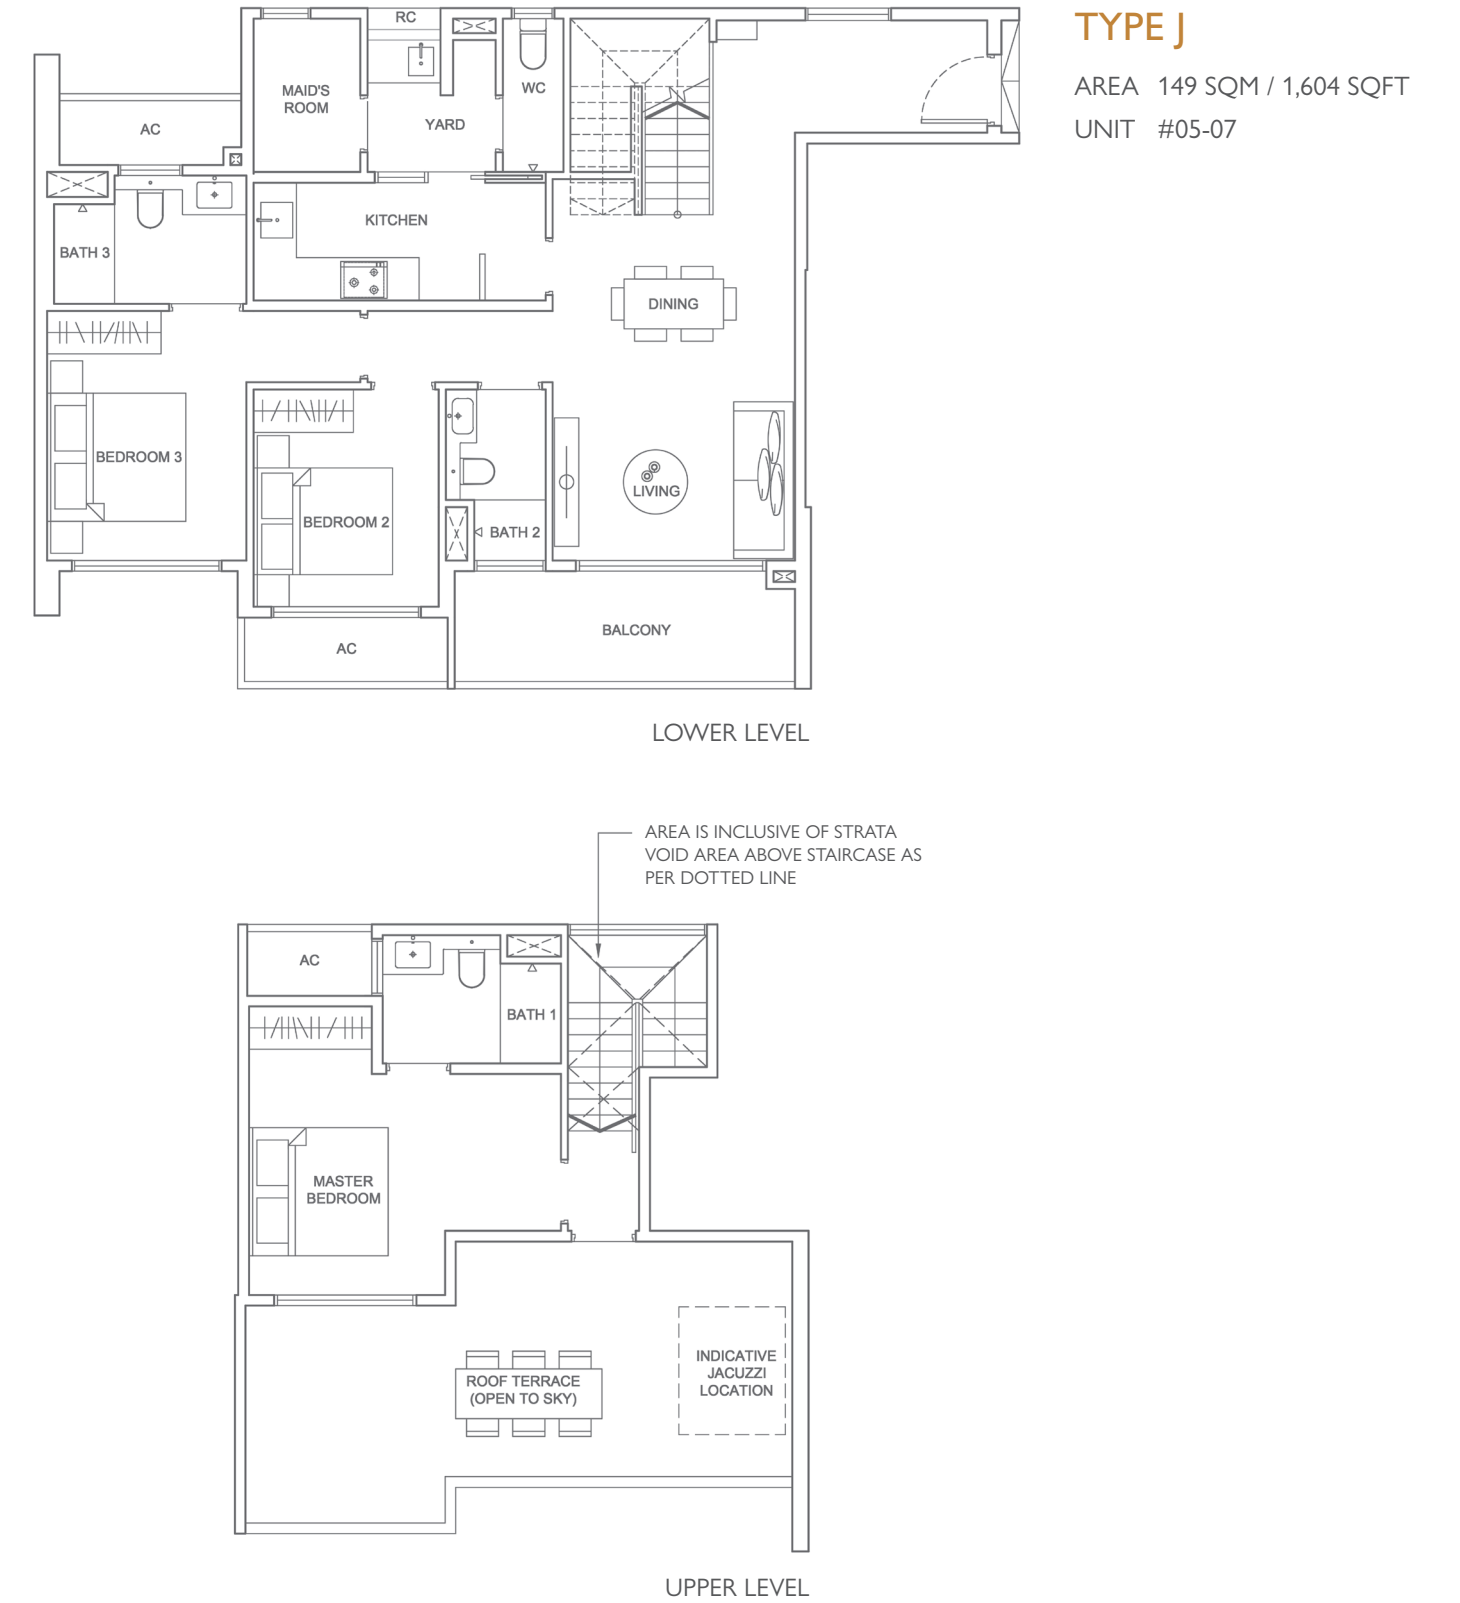 TYPE J
AREA 149 SQM / 1,604 SQFT
UNIT #05-07
RC
MAID'S
ROOM
WC
YARD
AC
KITCHEN
BATH 3
DINING
BEDROOM 3
LIVING
BEDROOM 2
BATH 2
BALCONY
AC
LOWER LEVEL
AREA IS INCLUSIVE OF STRATA
VOID AREA ABOVE STAIRCASE AS
PER DOTTED LINE
AC
BATH 1
MASTER
BEDROOM
INDICATIVE
JACUZZI
LOCATION
ROOF TERRACE
(OPEN TO SKY)
UPPER LEVEL